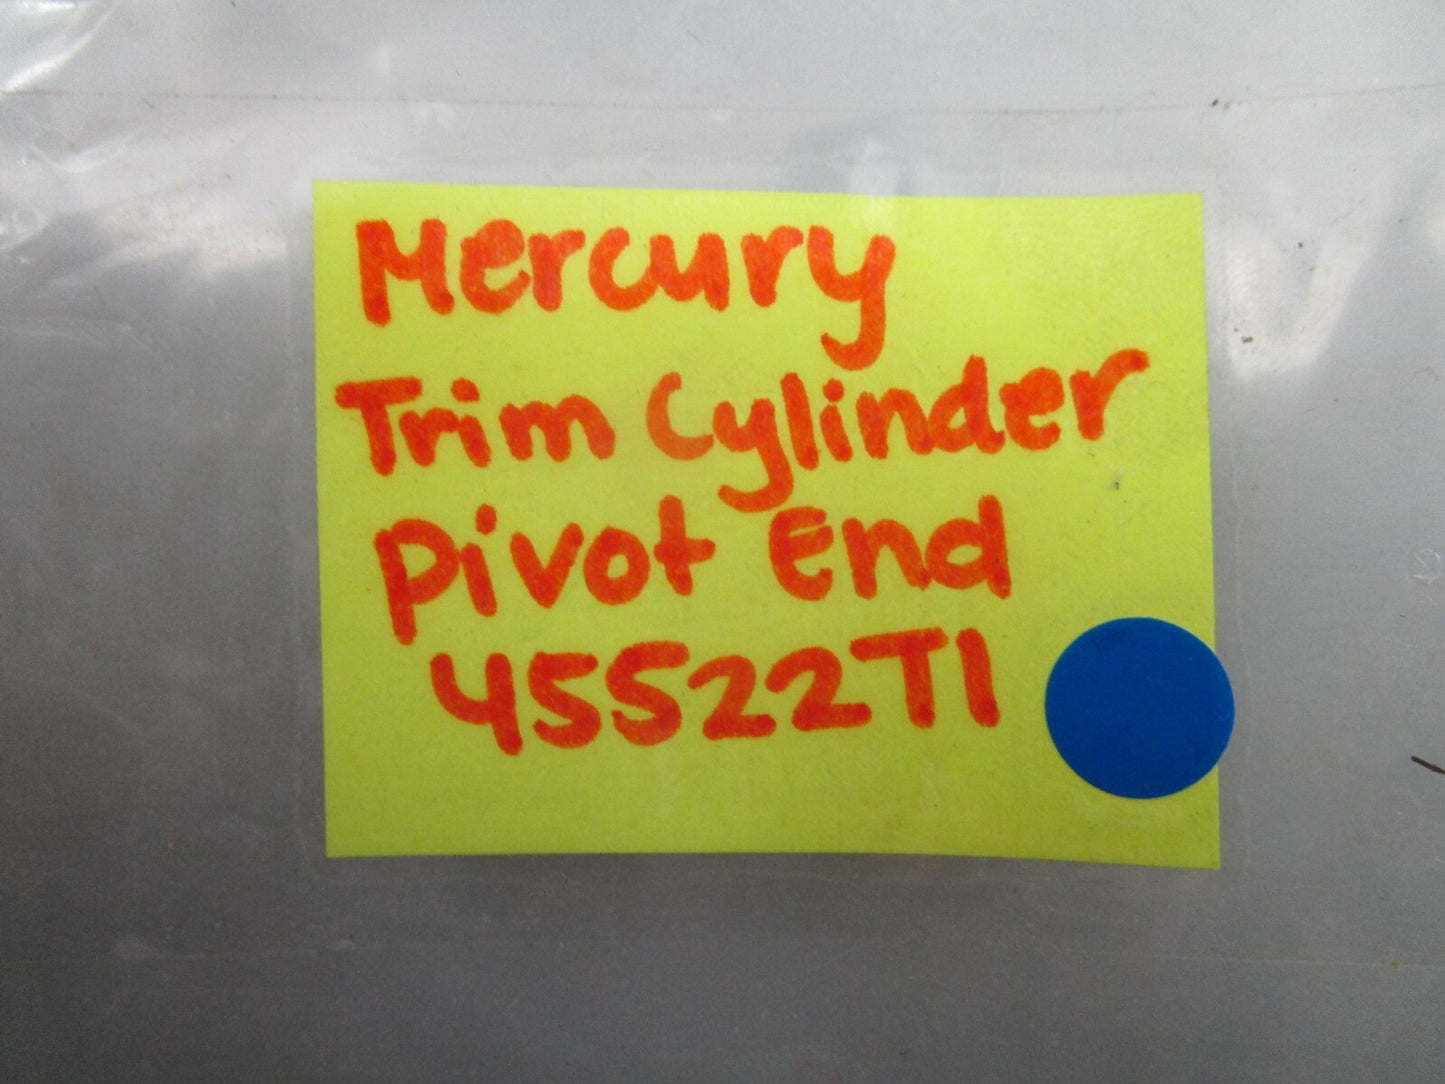 Mercury
Trim Cylinder
Pivot End
45522T1